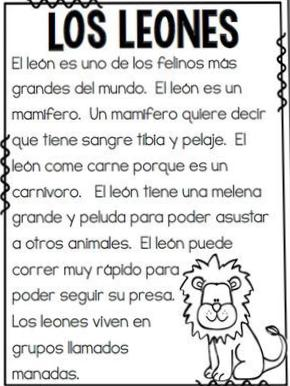 LOS LEONES
El león es uno de los felinos más
grandes del mundo. El león es un
mamífero. Un mamífero quiere decir
que tiene sangre tibia y pelaje. El
león come carne porque es un
carnívoro. El león tiene una melena
grande y peluda para poder asustar
a otros animales. El león puede
correr muy rápido para
poder seguir su presa.
Los leones viven en
grupos llamados
manadas.